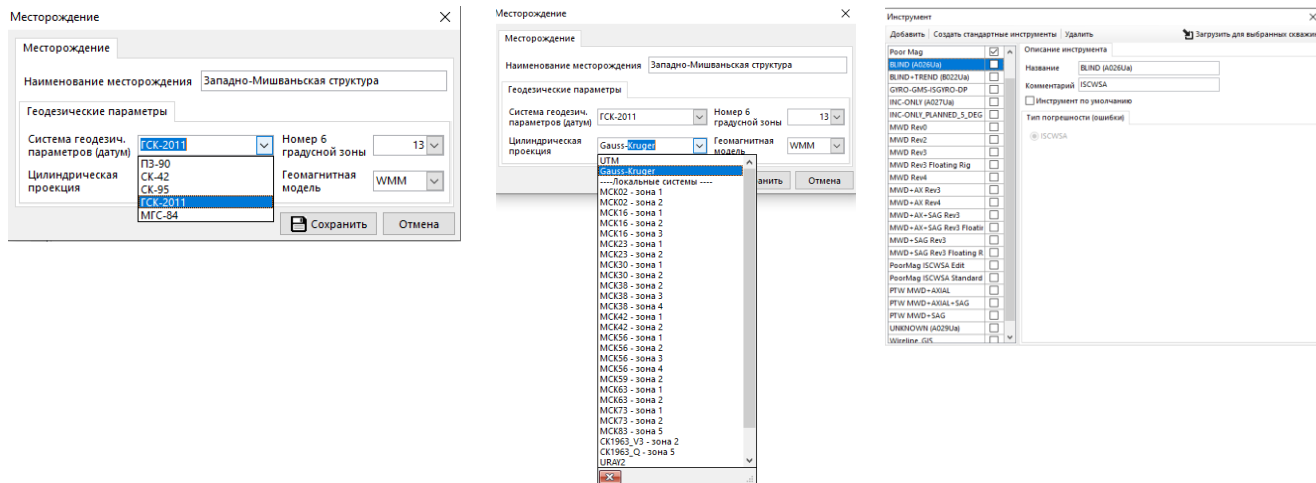 Месторождение
Месторождение
Наименование месторождения Западно-Мишваньская структура
Геодезические параметры
Система геодезич. параметров (датум) ГСК-2011 Номер 6 градусной зоны 13
ПЗ-90
СК-42
СК-95
ГСК-2011
МГС-84
Цилиндрическая проекция Геомагнитная модель WMM
Сохранить Отмена
Месторождение
Месторождение
Наименование месторождения Западно-Мишваньская структура
Геодезические параметры
Система геодезич. параметров (датум) ГСК-2011 Номер 6 градусной зоны 13
Цилиндрическая проекция Gauss-Kruger Геомагнитная модель WMM
анить Отмена
UTM
Gauss-Kruger
----Локальные системы ----
МСК02 - зона 1
МСК02 - зона 2
МСК16 - зона 1
МСК16 - зона 2
МСК16 - зона 3
МСК23 - зона 1
МСК23 - зона 2
МСК30 - зона 1
МСК30 - зона 2
МСК38 - зона 2
МСК38 - зона 3
МСК38 - зона 4
МСК42 - зона 1
МСК42 - зона 2
МСК56 - зона 1
МСК56 - зона 2
МСК56 - зона 3
МСК56 - зона 4
МСК59 - зона 2
МСК63 - зона 1
МСК63 - зона 2
МСК73 - зона 1
МСК73 - зона 2
МСК83 - зона 5
СК1963_V3 - зона 2
СК1963_Q - зона 5
URAY2
Инструмент
Добавить Создать стандартные инструменты Удалить Загрузить для выбранных скважин
Poor Mag
BLIND (A026Ua)
BLIND+TREND (B022Ua)
GYRO-GMS-ISGYRO-DP
INC-ONLY (A027Ua)
INC-ONLY_PLANNED_5_DEG
MWD Rev0
MWD Rev2
MWD Rev3
MWD Rev3 Floating Rig
MWD Rev4
MWD+AX Rev3
MWD+AX Rev4
MWD+AX+SAG Rev3
MWD+AX+SAG Rev3 Floatin
MWD+SAG Rev3
MWD+SAG Rev3 Floating R
PoorMag ISCWSA Edit
PoorMag ISCWSA Standard
PTW MWD+AXIAL
PTW MWD+AXIAL+SAG
PTW MWD+SAG
UNKNOWN (A029Ua)
Wireline_GIS
Описание инструмента
Название BLIND (A026Ua)
Комментарий ISCWSA
Инструмент по умолчанию
Тип погрешности (ошибки)
ISCWSA